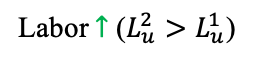 Labor ↑ (L_u^2 > L_u^1)